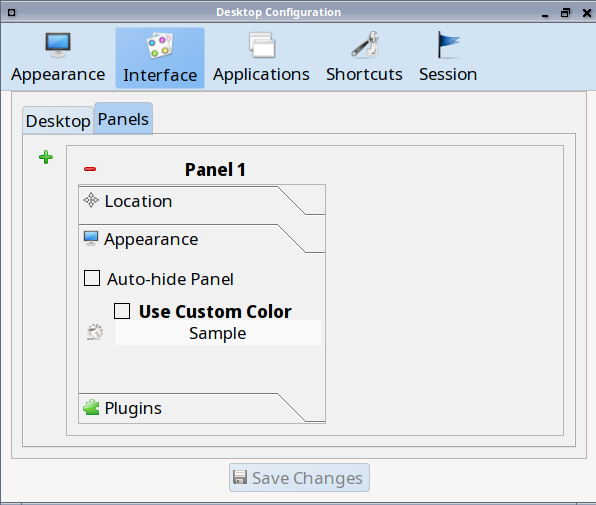 Desktop Configuration
Appearance Interface Applications Shortcuts Session
Desktop Panels
Panel 1
Location
Appearance
Auto-hide Panel
Use Custom Color
Sample
Plugins
Save Changes